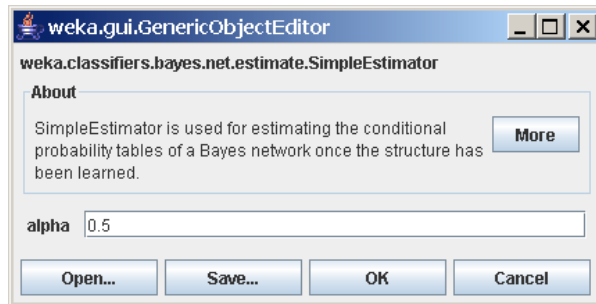 weka.gui.GenericObjectEditor
weka.classifiers.bayes.net.estimate.SimpleEstimator
About
SimpleEstimator is used for estimating the conditional
probability tables of a Bayes network once the structure has
been learned.
More
alpha 0.5
Open... Save... OK Cancel